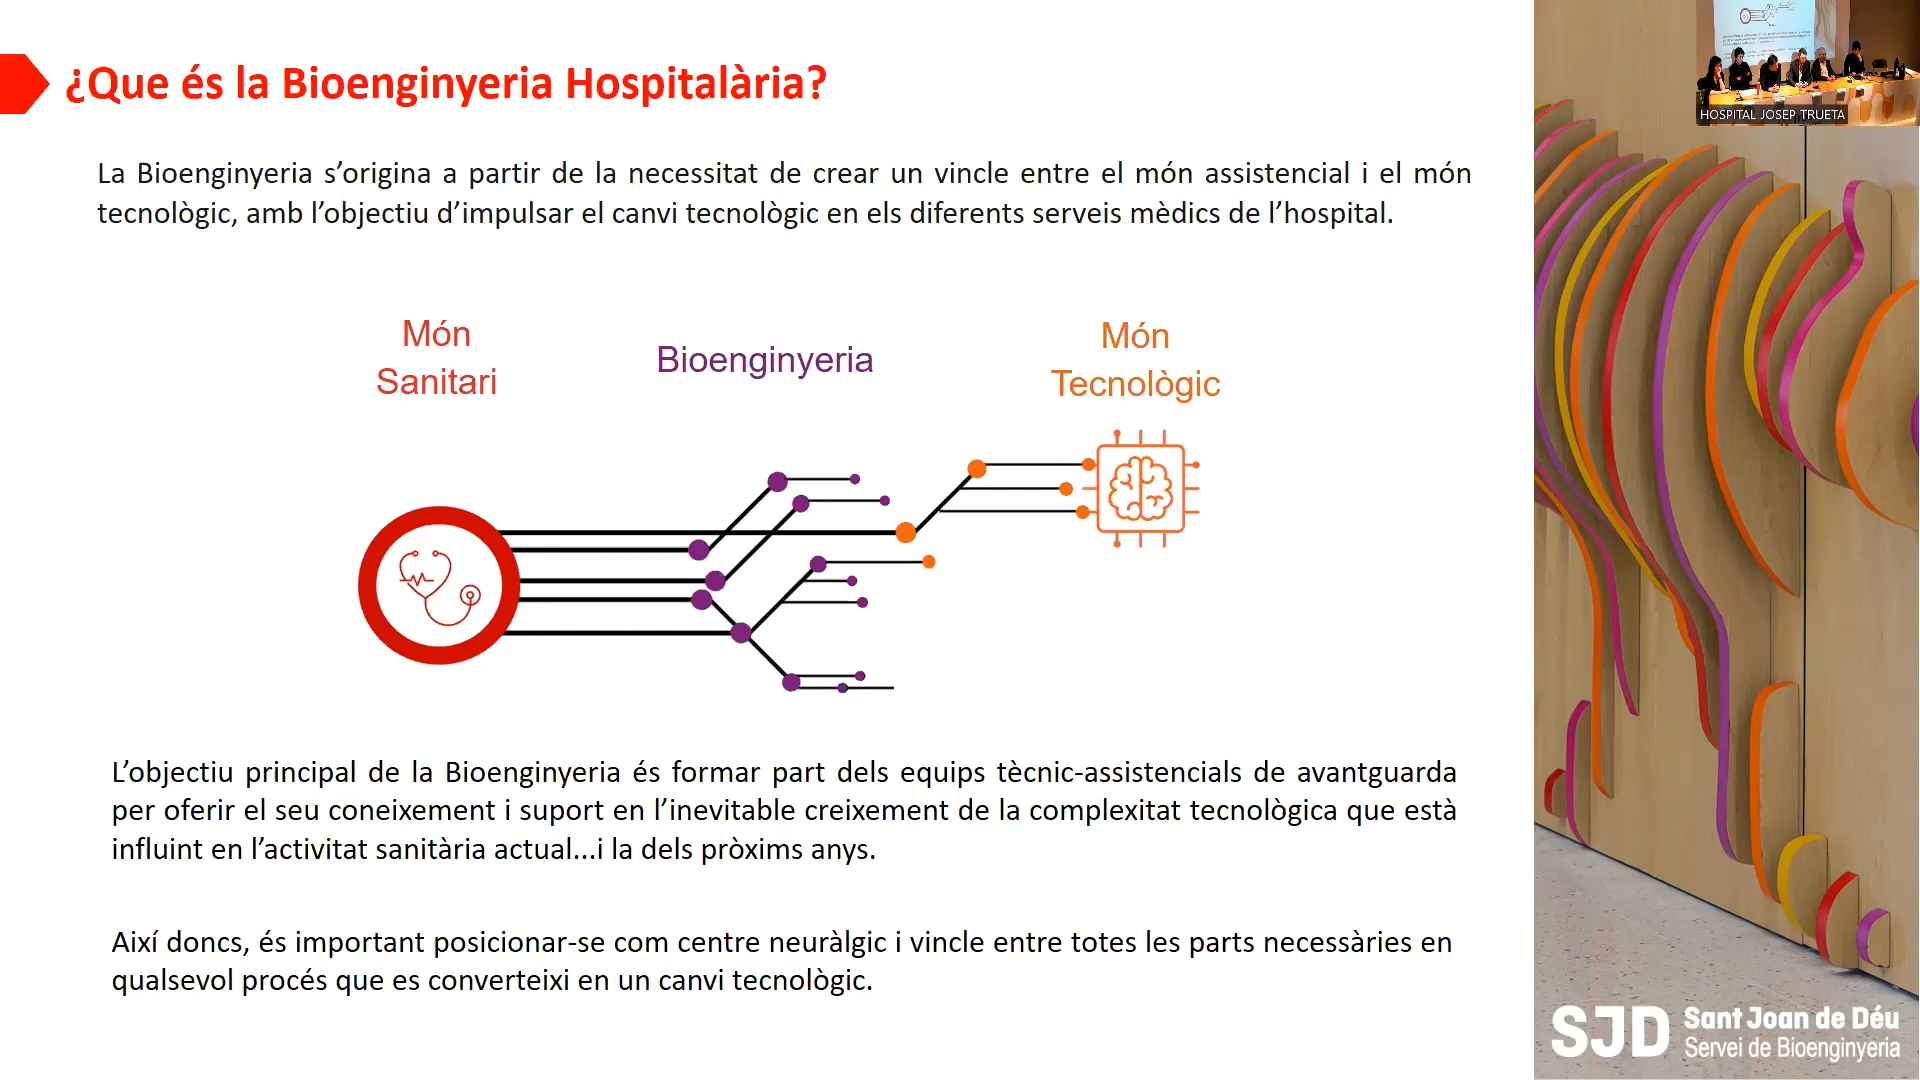 ¿Que és la Bioenginyeria Hospitalària?
HOSPITAL JOSEP TRUETA
La Bioenginyeria s’origina a partir de la necessitat de crear un vincle entre el món assistencial i el món
tecnològic, amb l’objectiu d’impulsar el canvi tecnològic en els diferents serveis mèdics de l’hospital.
Món
Sanitari
Bioenginyeria
Món
Tecnològic
L’objectiu principal de la Bioenginyeria és formar part dels equips tècnic-assistencials de avantguarda
per oferir el seu coneixement i suport en l’inevitable creixement de la complexitat tecnològica que està
influint en l’activitat sanitària actual...i la dels pròxims anys.
Així doncs, és important posicionar-se com centre neuràlgic i vincle entre totes les parts necessàries en
qualsevol procés que es converteixi en un canvi tecnològic.
SJD Sant Joan de Déu
Servei de Bioenginyeria